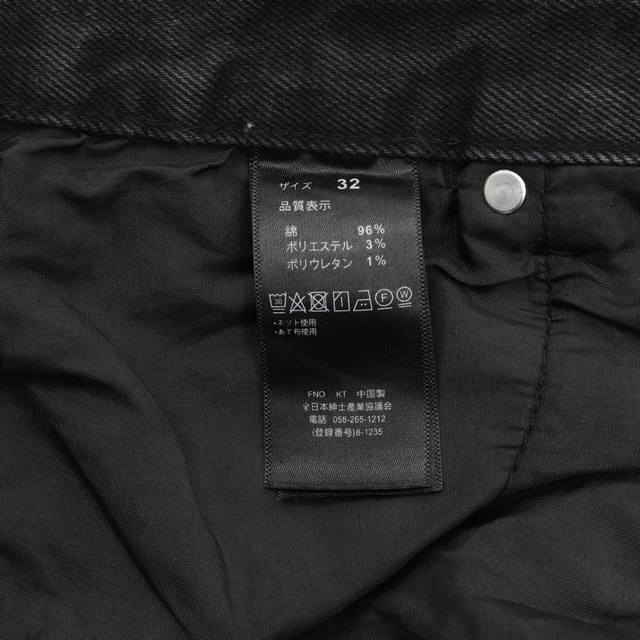 サイズ 32
品質表示
綿 96%
ポリエステル 3%
ポリウレタン 1%
F W
・ネット使用
・あて布使用
FNO KT 中国製
全日本紳士産業協議会
電話 058-265-1212
(登録番号)8-1235